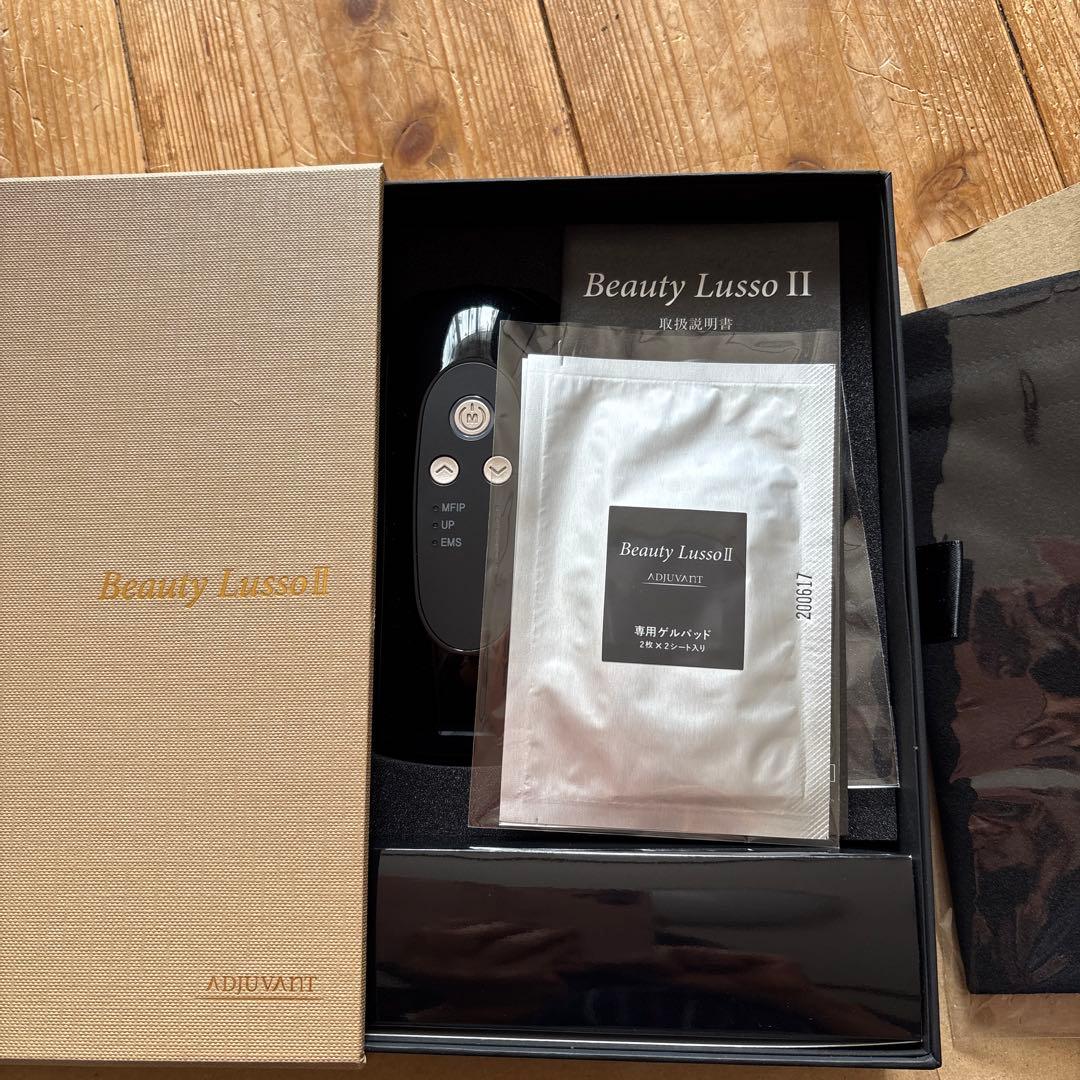 Beauty Lusso II
ADJUVANT
Beauty Lusso II
取扱説明書
M
MFIP
UP
EMS
Beauty Lusso II
ADJUVANT
専用ゲルパッド
2枚×2シート入り
200617